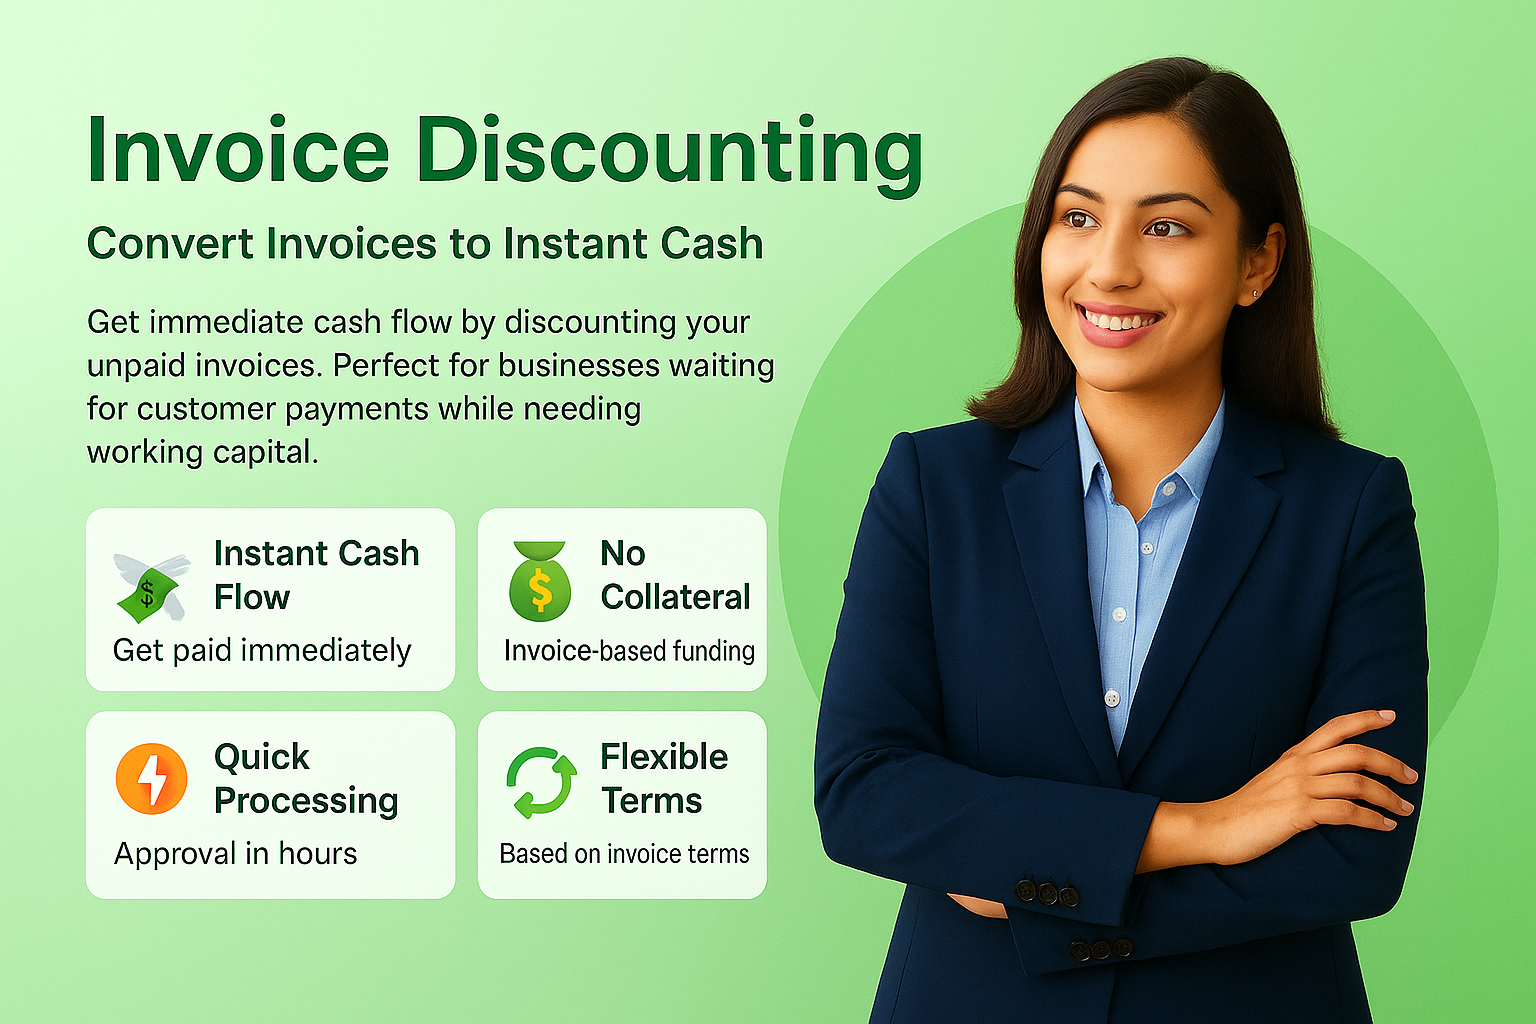 Invoice Discounting
Convert Invoices to Instant Cash
Get immediate cash flow by discounting your
unpaid invoices. Perfect for businesses waiting
for customer payments while needing
working capital.
$
Instant Cash
Flow
Get paid immediately
$
No
Collateral
Invoice-based funding
Quick
Processing
Approval in hours
Flexible
Terms
Based on invoice terms